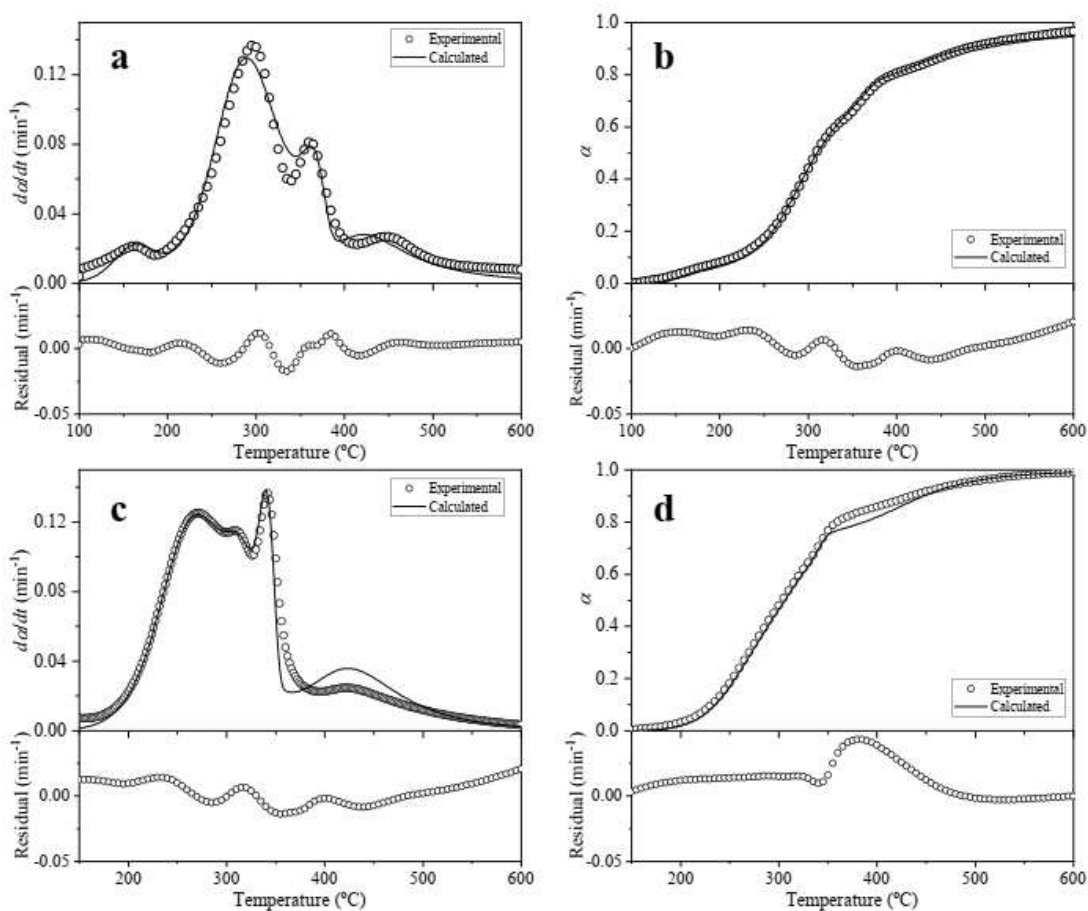 a
Experimental
Calculated
0.12
0.08
0.04
0.00
dα/dt (min⁻¹)
0.00
-0.05
Residual (min⁻¹)
100 200 300 400 500 600
Temperature (ºC)
b
Experimental
Calculated
1.0
0.8
0.6
0.4
0.2
0.0
α
0.00
-0.05
Residual (min⁻¹)
100 200 300 400 500 600
Temperature (ºC)
c
Experimental
Calculated
0.12
0.08
0.04
0.00
dα/dt (min⁻¹)
0.00
-0.05
Residual (min⁻¹)
200 300 400 500 600
Temperature (ºC)
d
Experimental
Calculated
1.0
0.8
0.6
0.4
0.2
0.0
α
0.00
-0.05
Residual (min⁻¹)
200 300 400 500 600
Temperature (ºC)